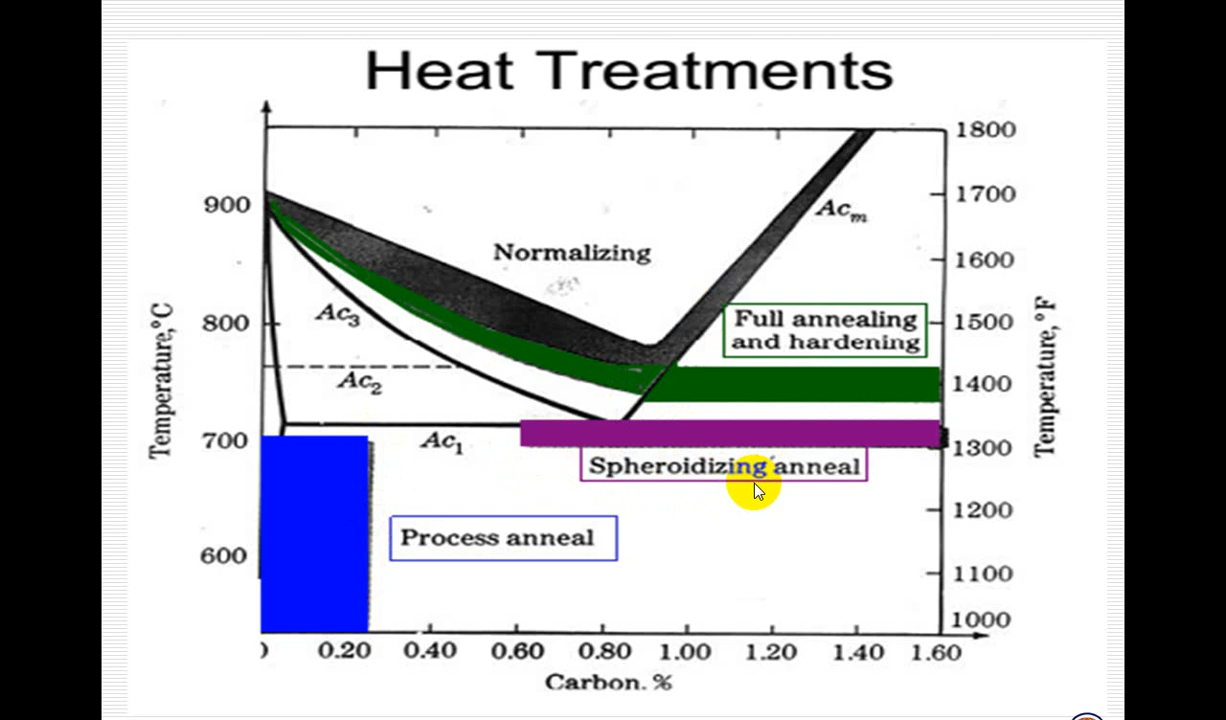 Heat Treatments
1800
900
1700
Ac₃
Normalizing
Acₘ
1600
800
Full annealing
and hardening
1500
Ac₂
1400
Temperature,°C
Temperature, °F
700
Ac₁
1300
Spheroidizing anneal
1200
Process anneal
600
1100
1000
0 0.20 0.40 0.60 0.80 1.00 1.20 1.40 1.60
Carbon. %